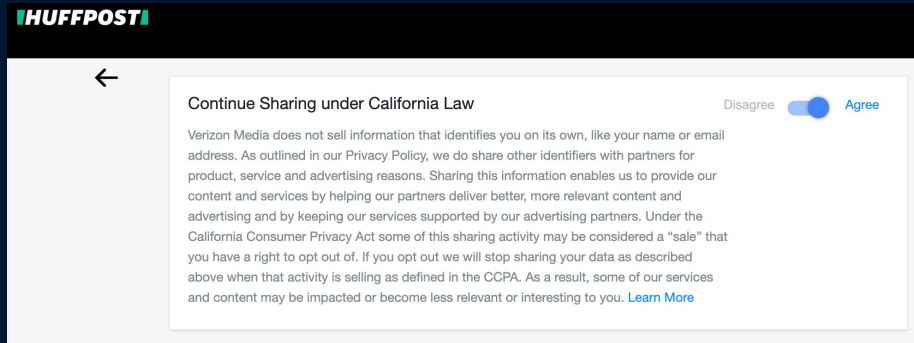 HUFFPOST
Continue Sharing under California Law
Disagree
Agree
Verizon Media does not sell information that identifies you on its own, like your name or email
address. As outlined in our Privacy Policy, we do share other identifiers with partners for
product, service and advertising reasons. Sharing this information enables us to provide our
content and services by helping our partners deliver better, more relevant content and
advertising and by keeping our services supported by our advertising partners. Under the
California Consumer Privacy Act some of this sharing activity may be considered a “sale” that
you have a right to opt out of. If you opt out we will stop sharing your data as described
above when that activity is selling as defined in the CCPA. As a result, some of our services
and content may be impacted or become less relevant or interesting to you. Learn More